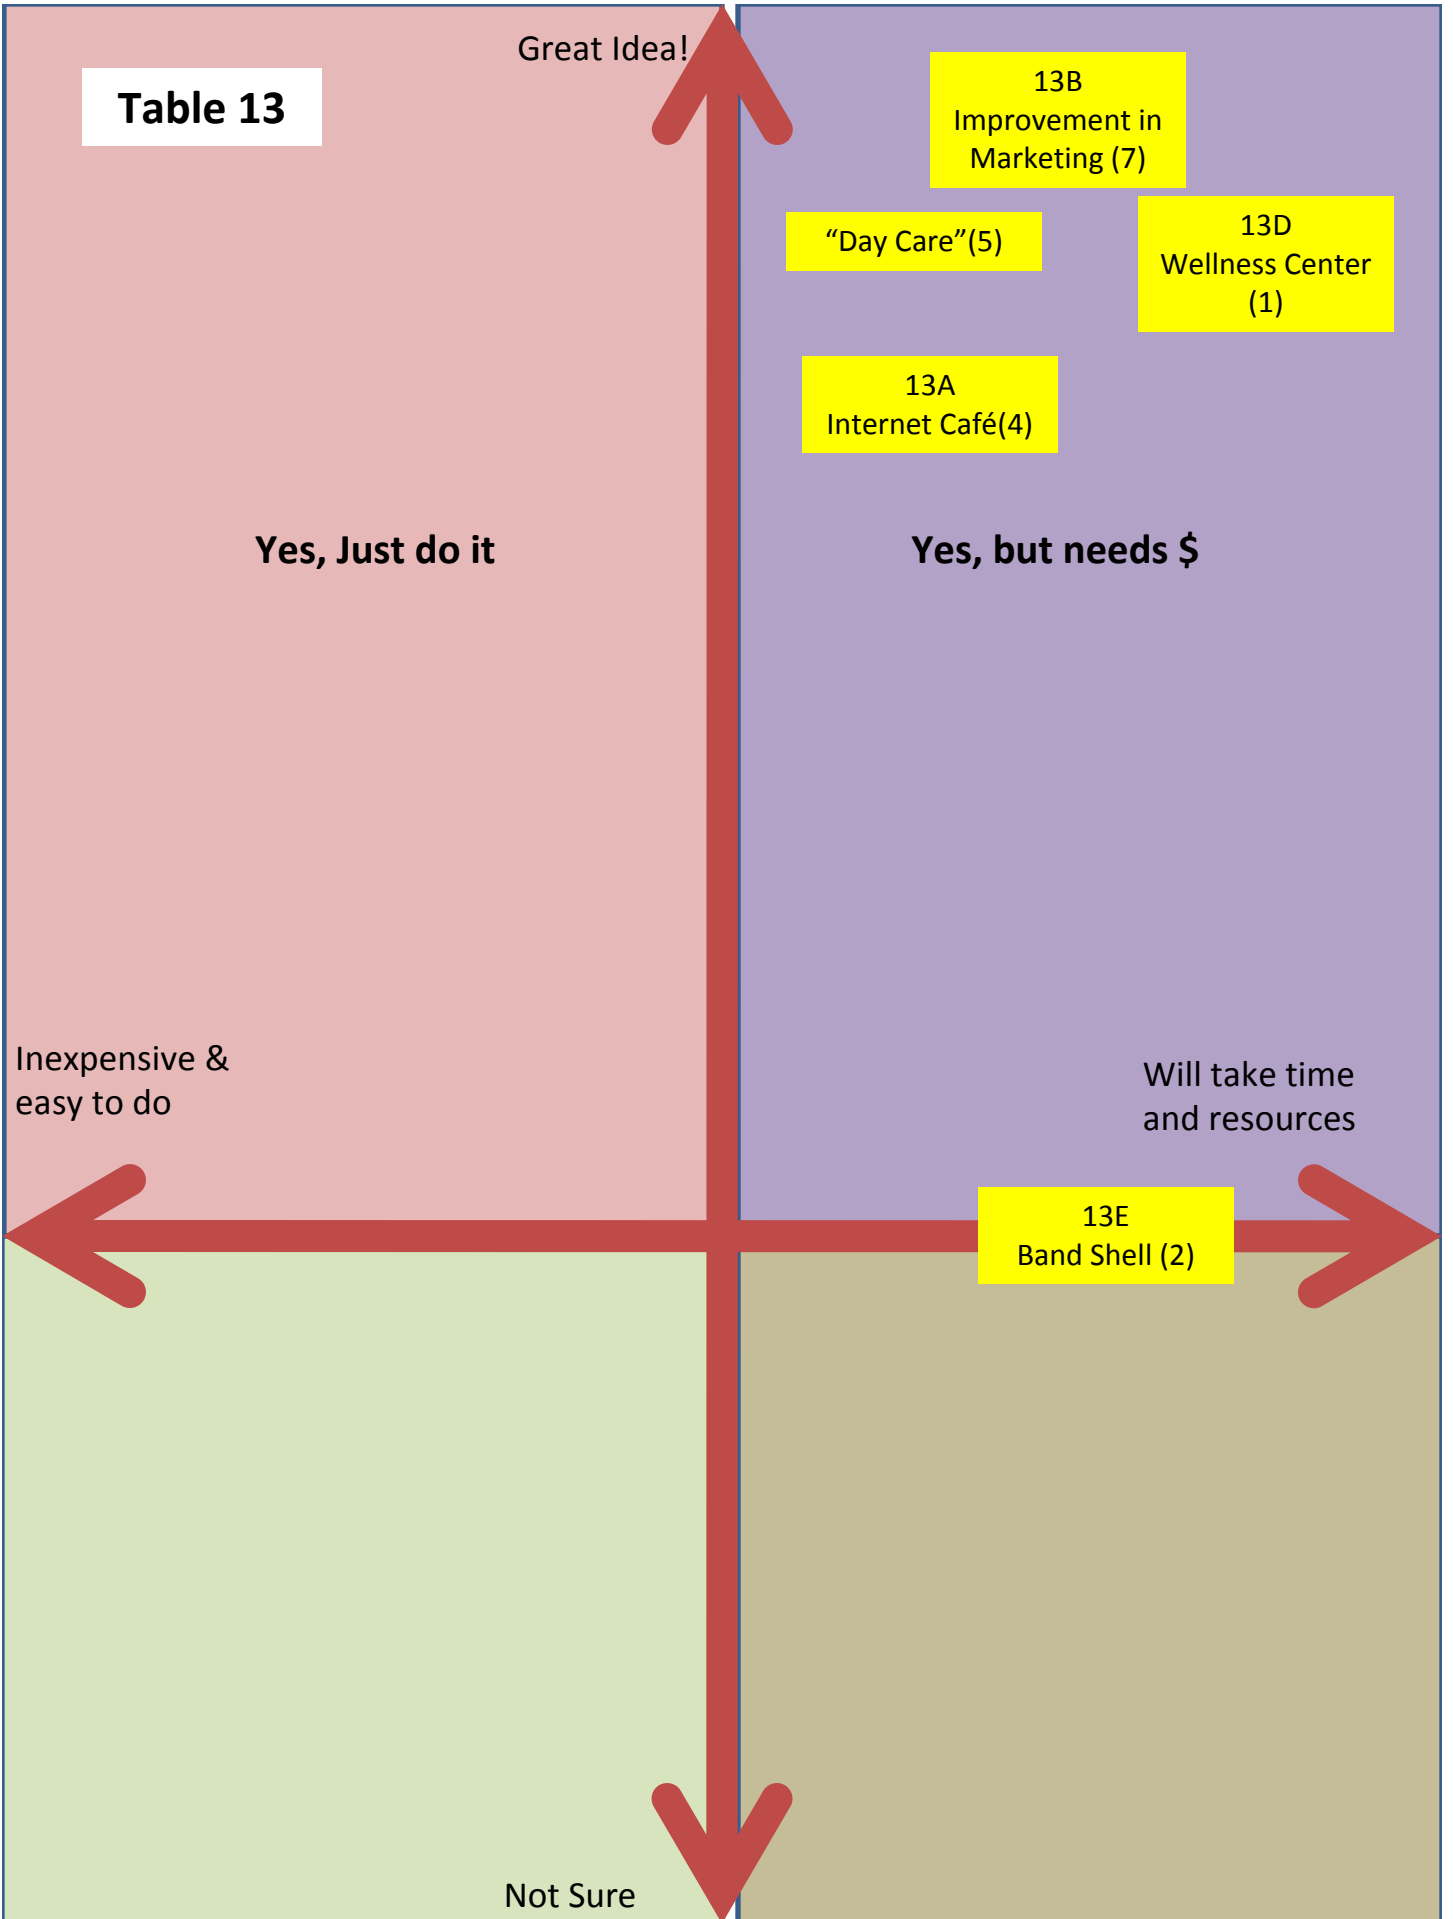 Great Idea!
Table 13
13B
Improvement in
Marketing (7)
“Day Care”(5)
13D
Wellness Center
(1)
13A
Internet Café(4)
Yes, Just do it
Yes, but needs $
Inexpensive &
easy to do
Will take time
and resources
13E
Band Shell (2)
Not Sure